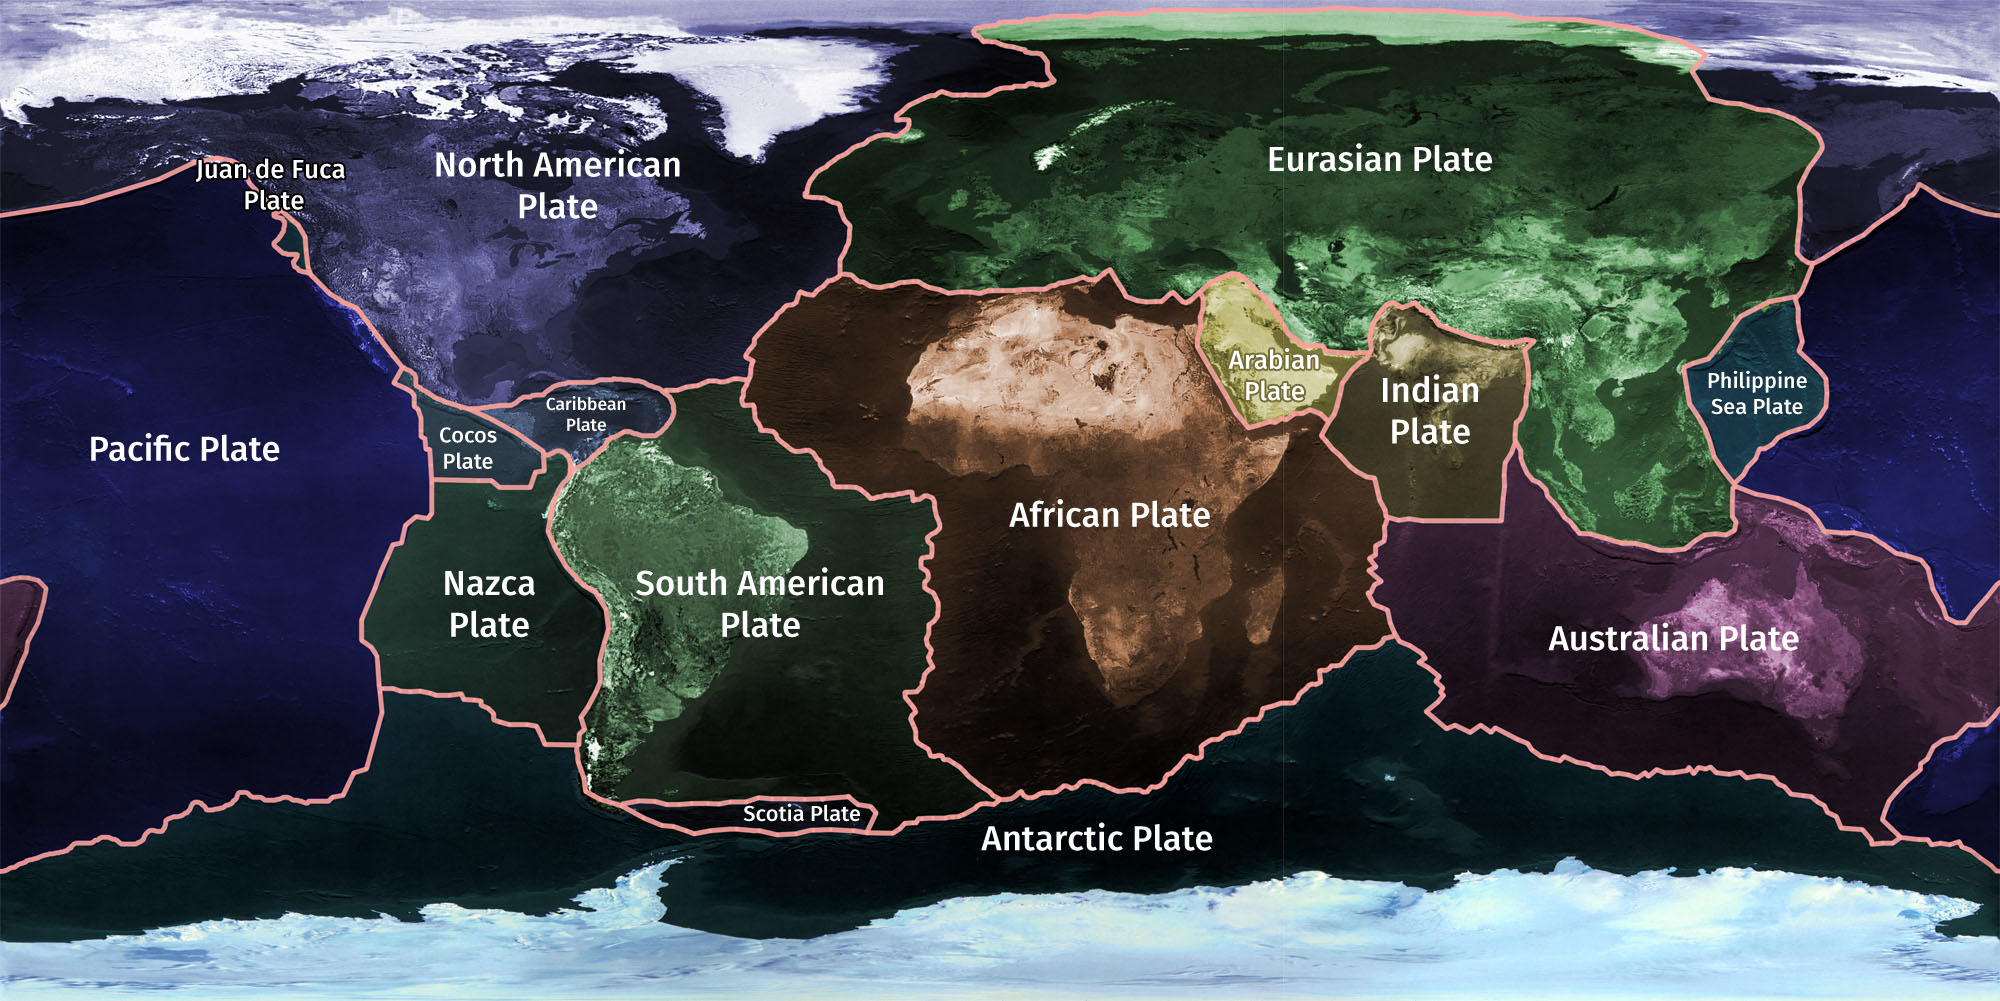 Juan de Fuca
Plate
North American
Plate
Eurasian Plate
Arabian
Plate
Indian
Plate
Philippine
Sea Plate
Caribbean
Plate
Cocos
Plate
Pacific Plate
African Plate
Nazca
Plate
South American
Plate
Australian Plate
Scotia Plate
Antarctic Plate